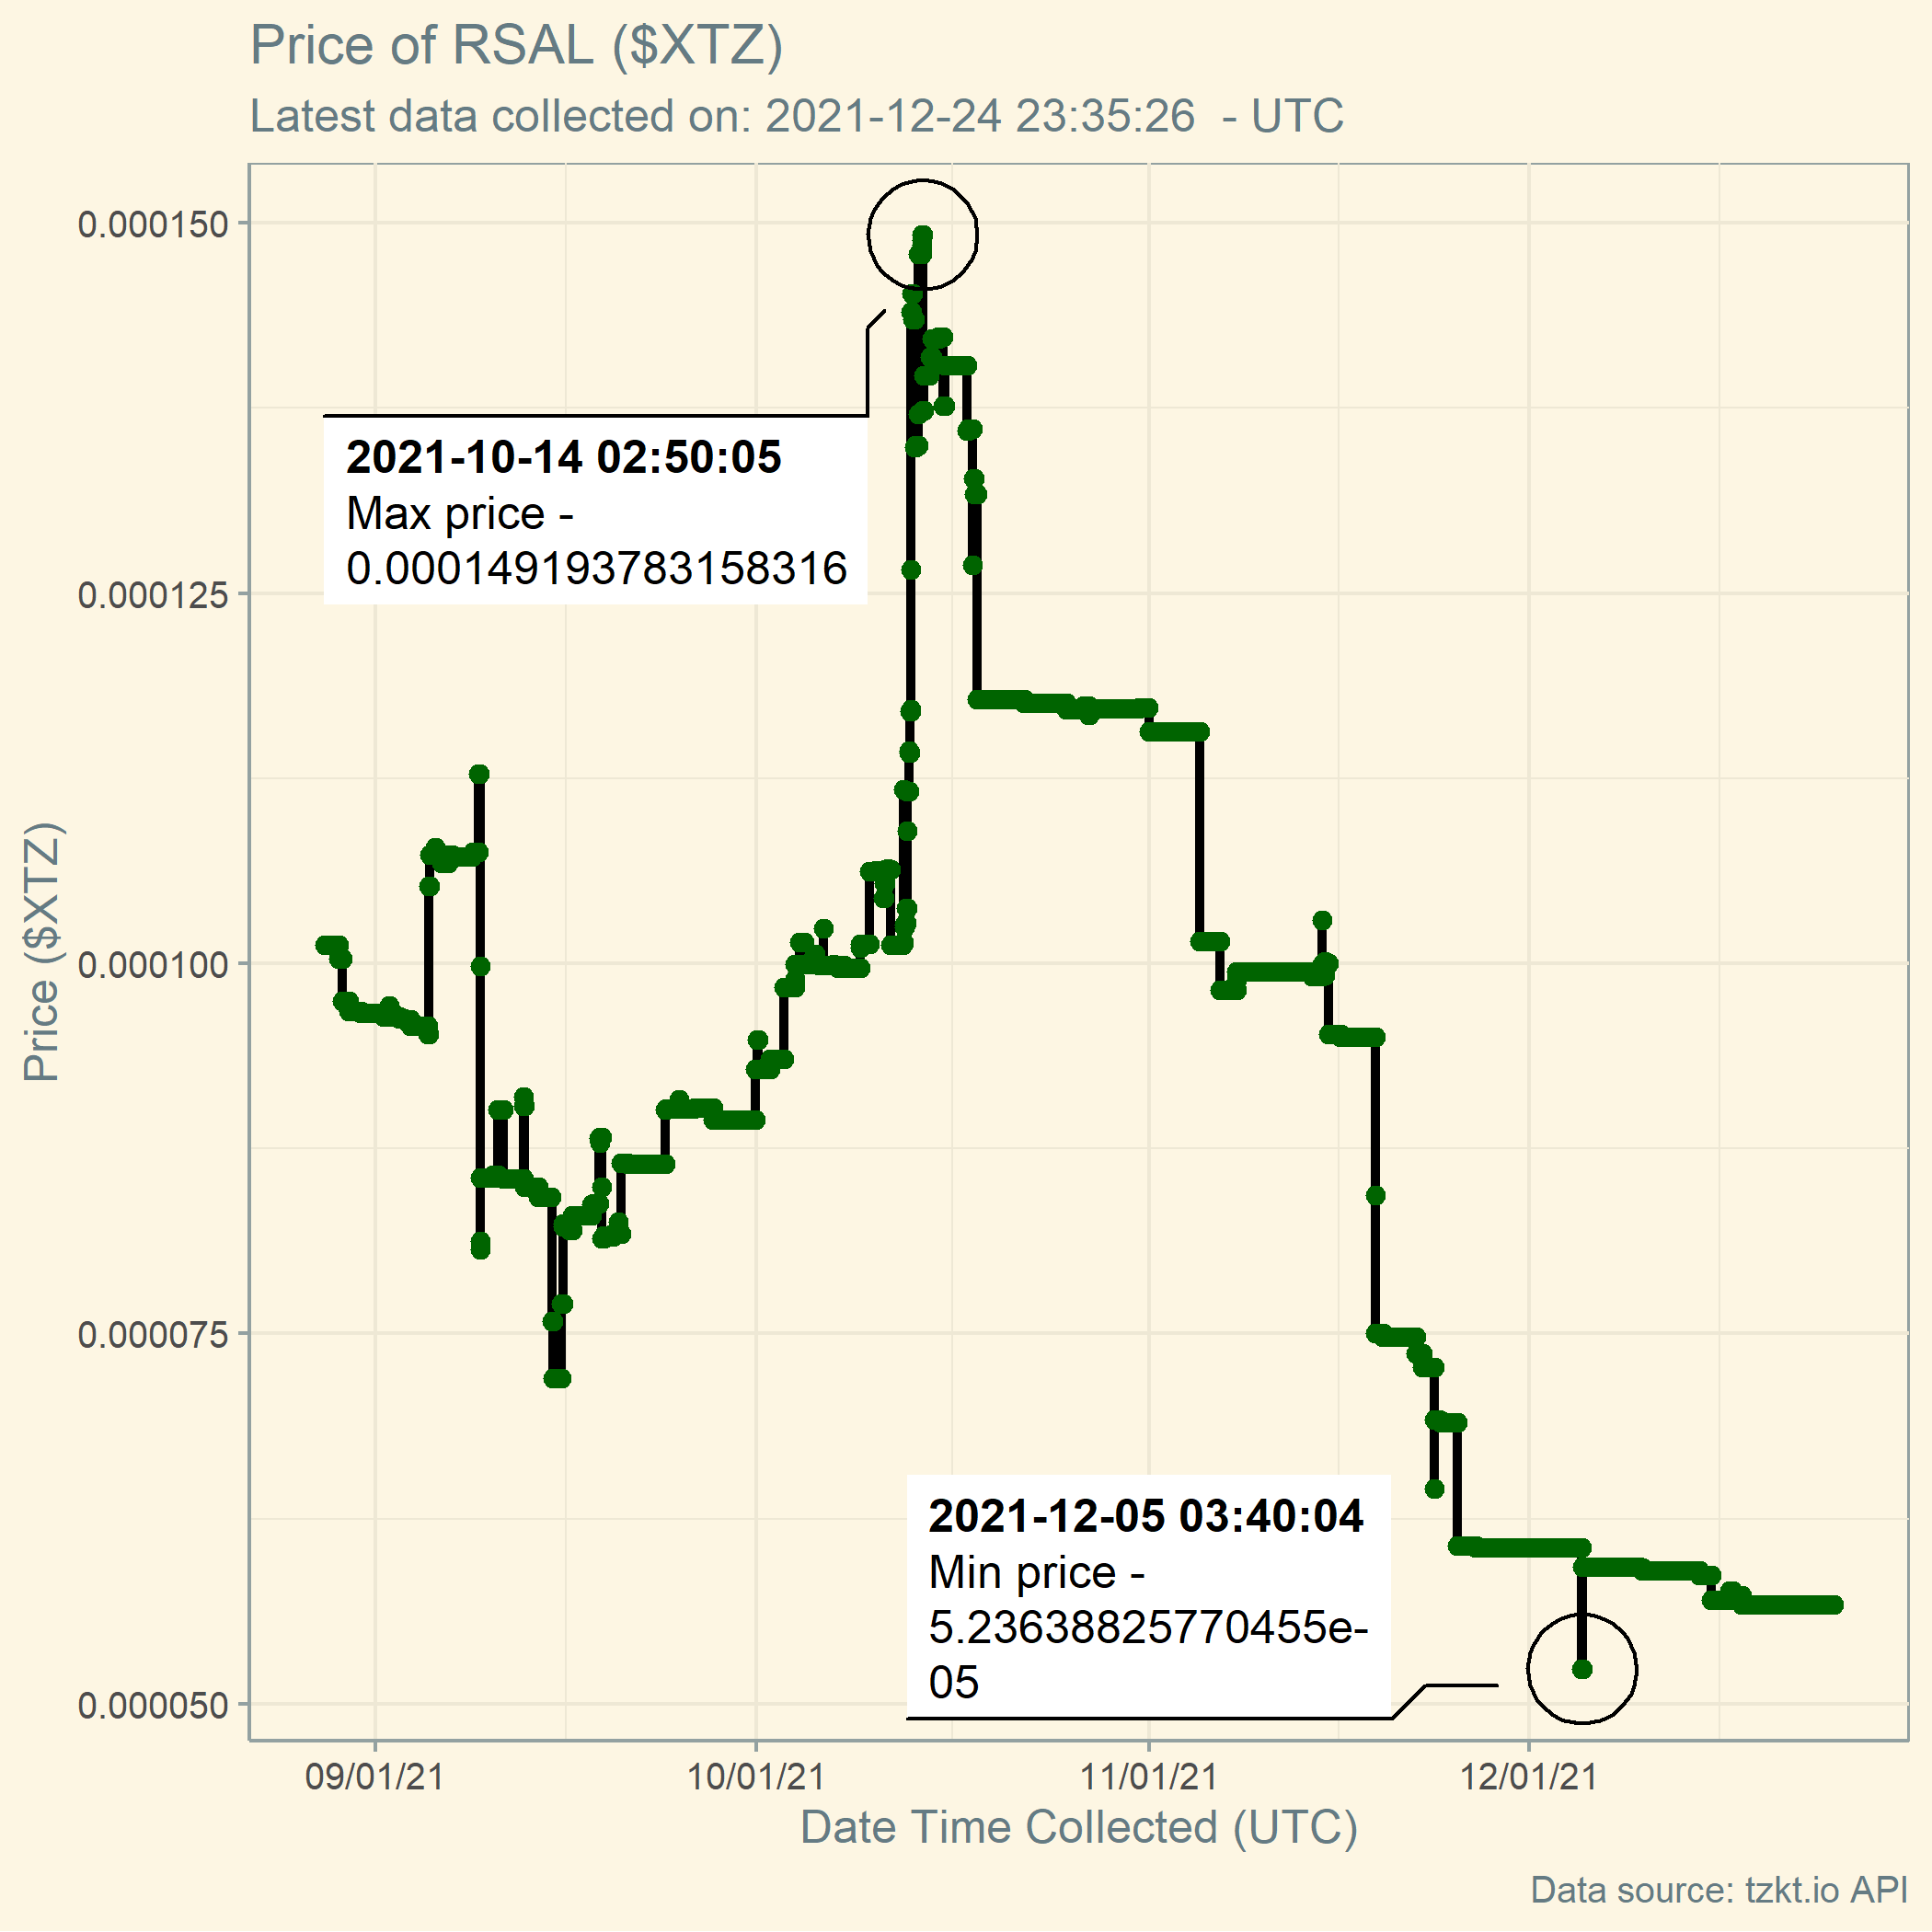 Price of RSAL ($XTZ)
Latest data collected on: 2021-12-24 23:35:26  - UTC
Price ($XTZ)
0.000150
0.000125
0.000100
0.000075
0.000050
2021-10-14 02:50:05
Max price -
0.000149193783158316
2021-12-05 03:40:04
Min price -
5.23638825770455e-
05
09/01/21
10/01/21
11/01/21
12/01/21
Date Time Collected (UTC)
Data source: tzkt.io API